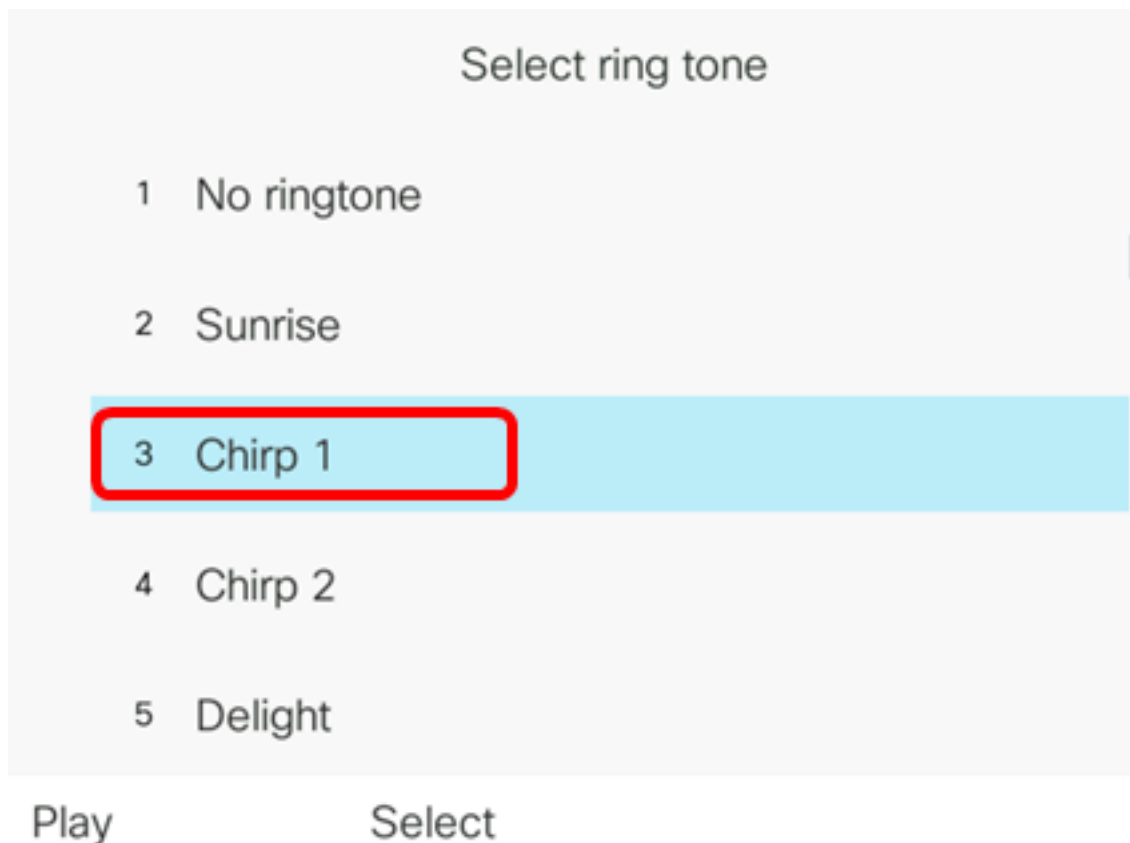 Select ring tone
1 No ringtone
2 Sunrise
3 Chirp 1
4 Chirp 2
5 Delight
Play Select